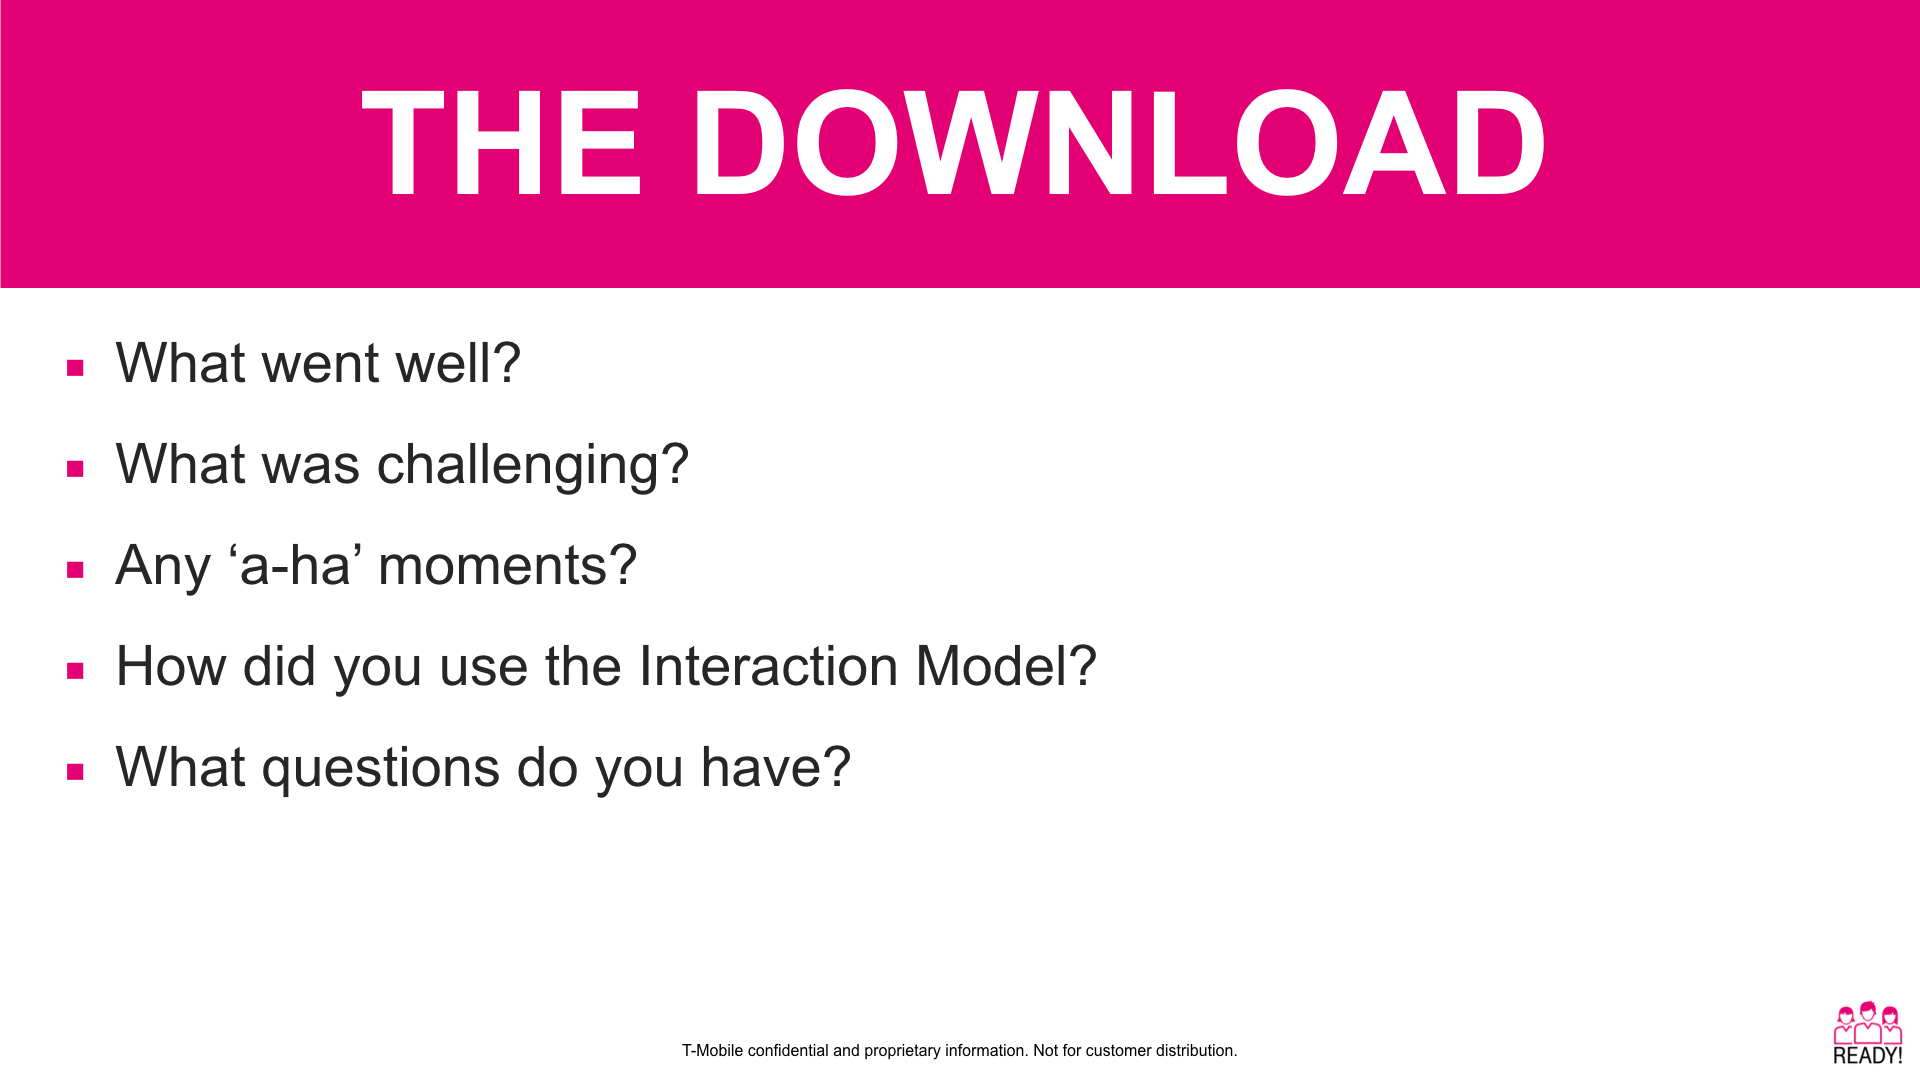 THE DOWNLOAD
What went well?
What was challenging?
Any ‘a-ha’ moments?
How did you use the Interaction Model?
What questions do you have?
T-Mobile confidential and proprietary information. Not for customer distribution.
READY!